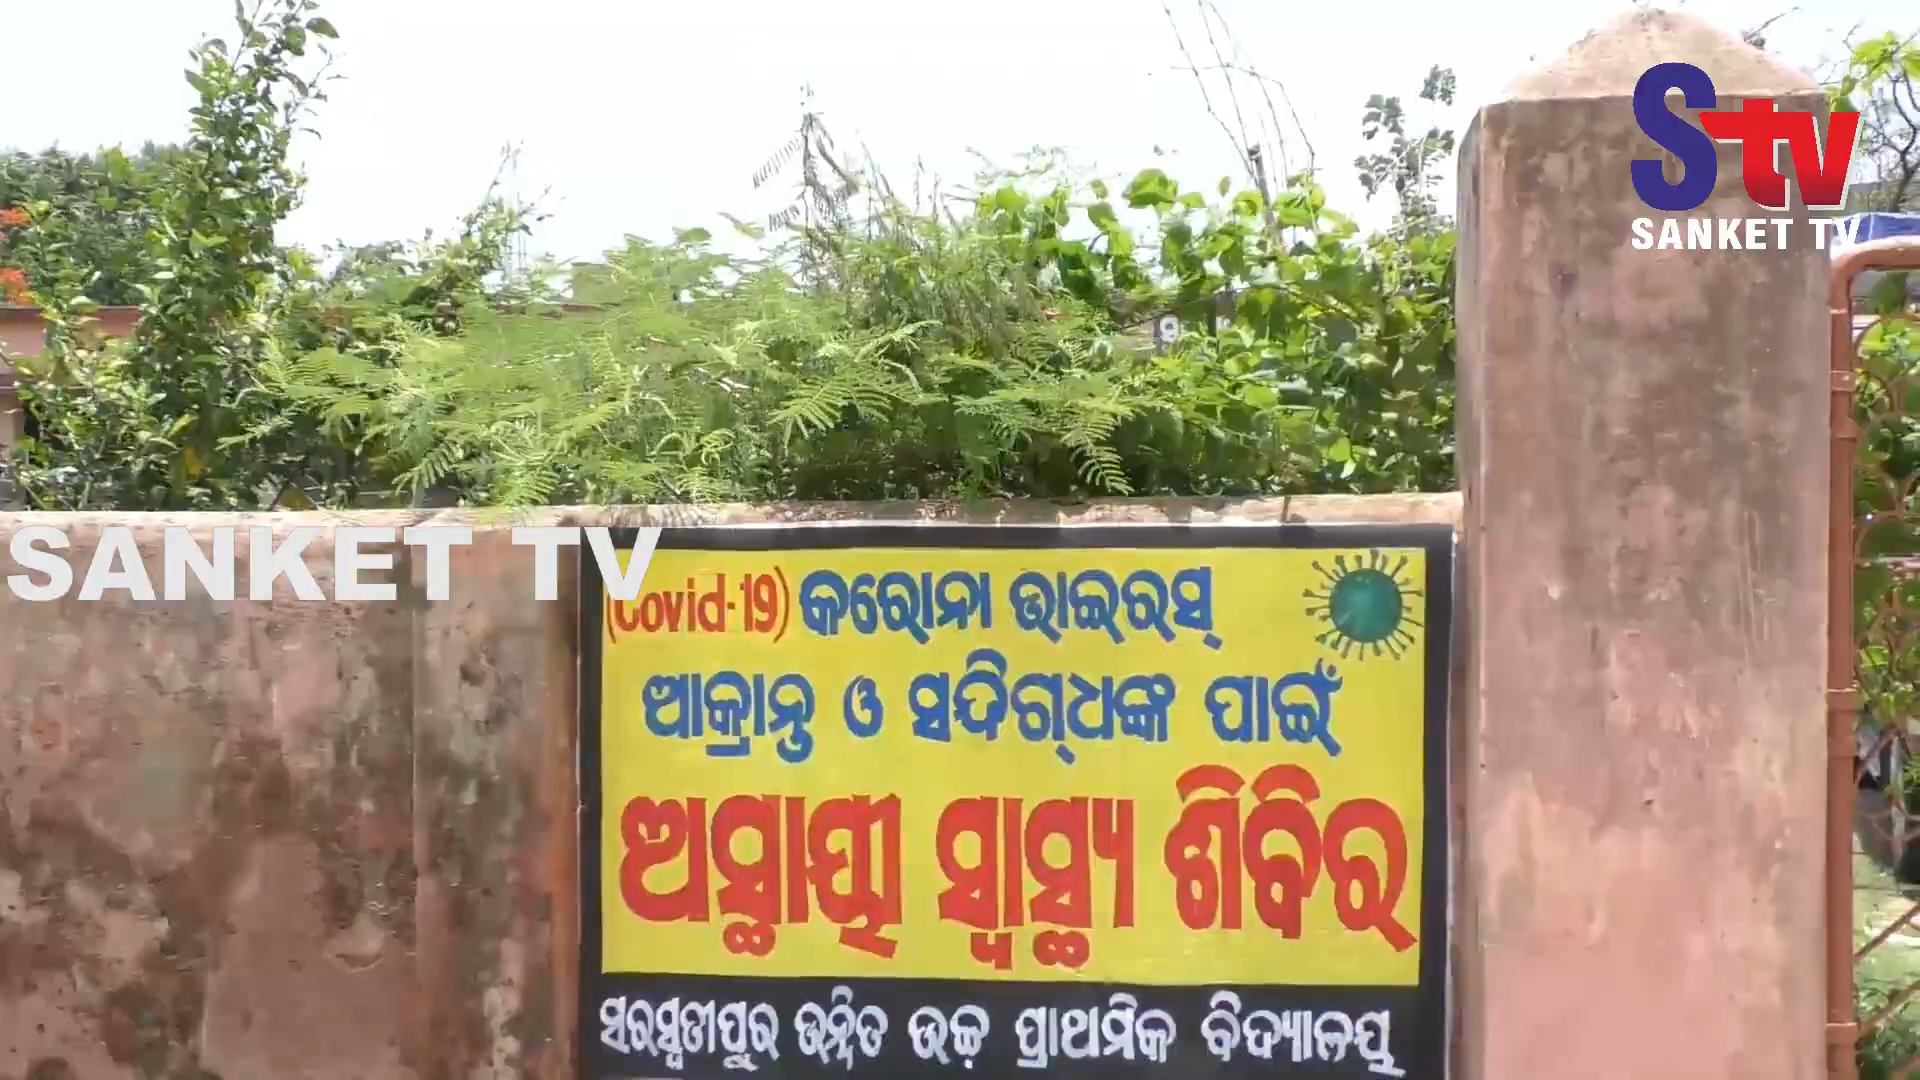 STV
SANKET TV
9
SANKET TV
(Covid-19) କରୋନା ଭାଇରସ୍
ଆକ୍ରାନ୍ତ ଓ ସନ୍ଦିଗ୍ଧଙ୍କ ପାଇଁ
ଅସ୍ଥାୟୀ ସ୍ୱାସ୍ଥ୍ୟ ଶିବିର
ସରସ୍ୱତୀପୁର ଉନ୍ନିତ ଉଚ୍ଚ ପ୍ରାଥମିକ ବିଦ୍ୟାଳୟ